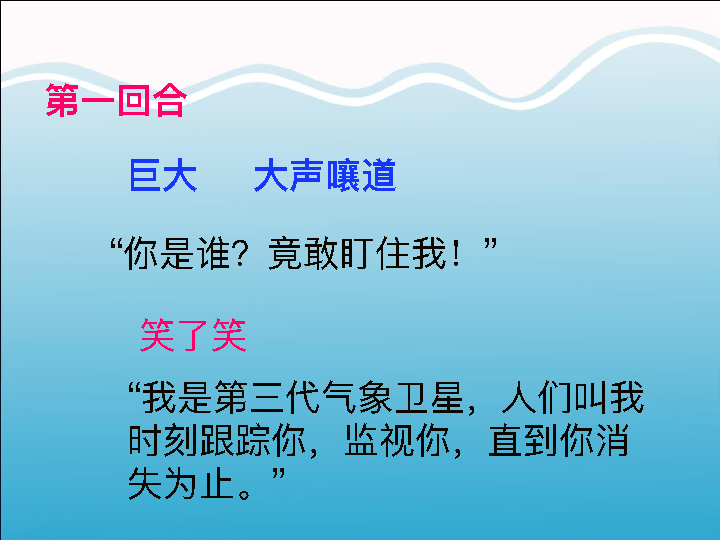 第一回合
巨大 大声嚷道
“你是谁？竟敢盯住我！”
笑了笑
“我是第三代气象卫星，人们叫我
时刻跟踪你，监视你，直到你消
失为止。”